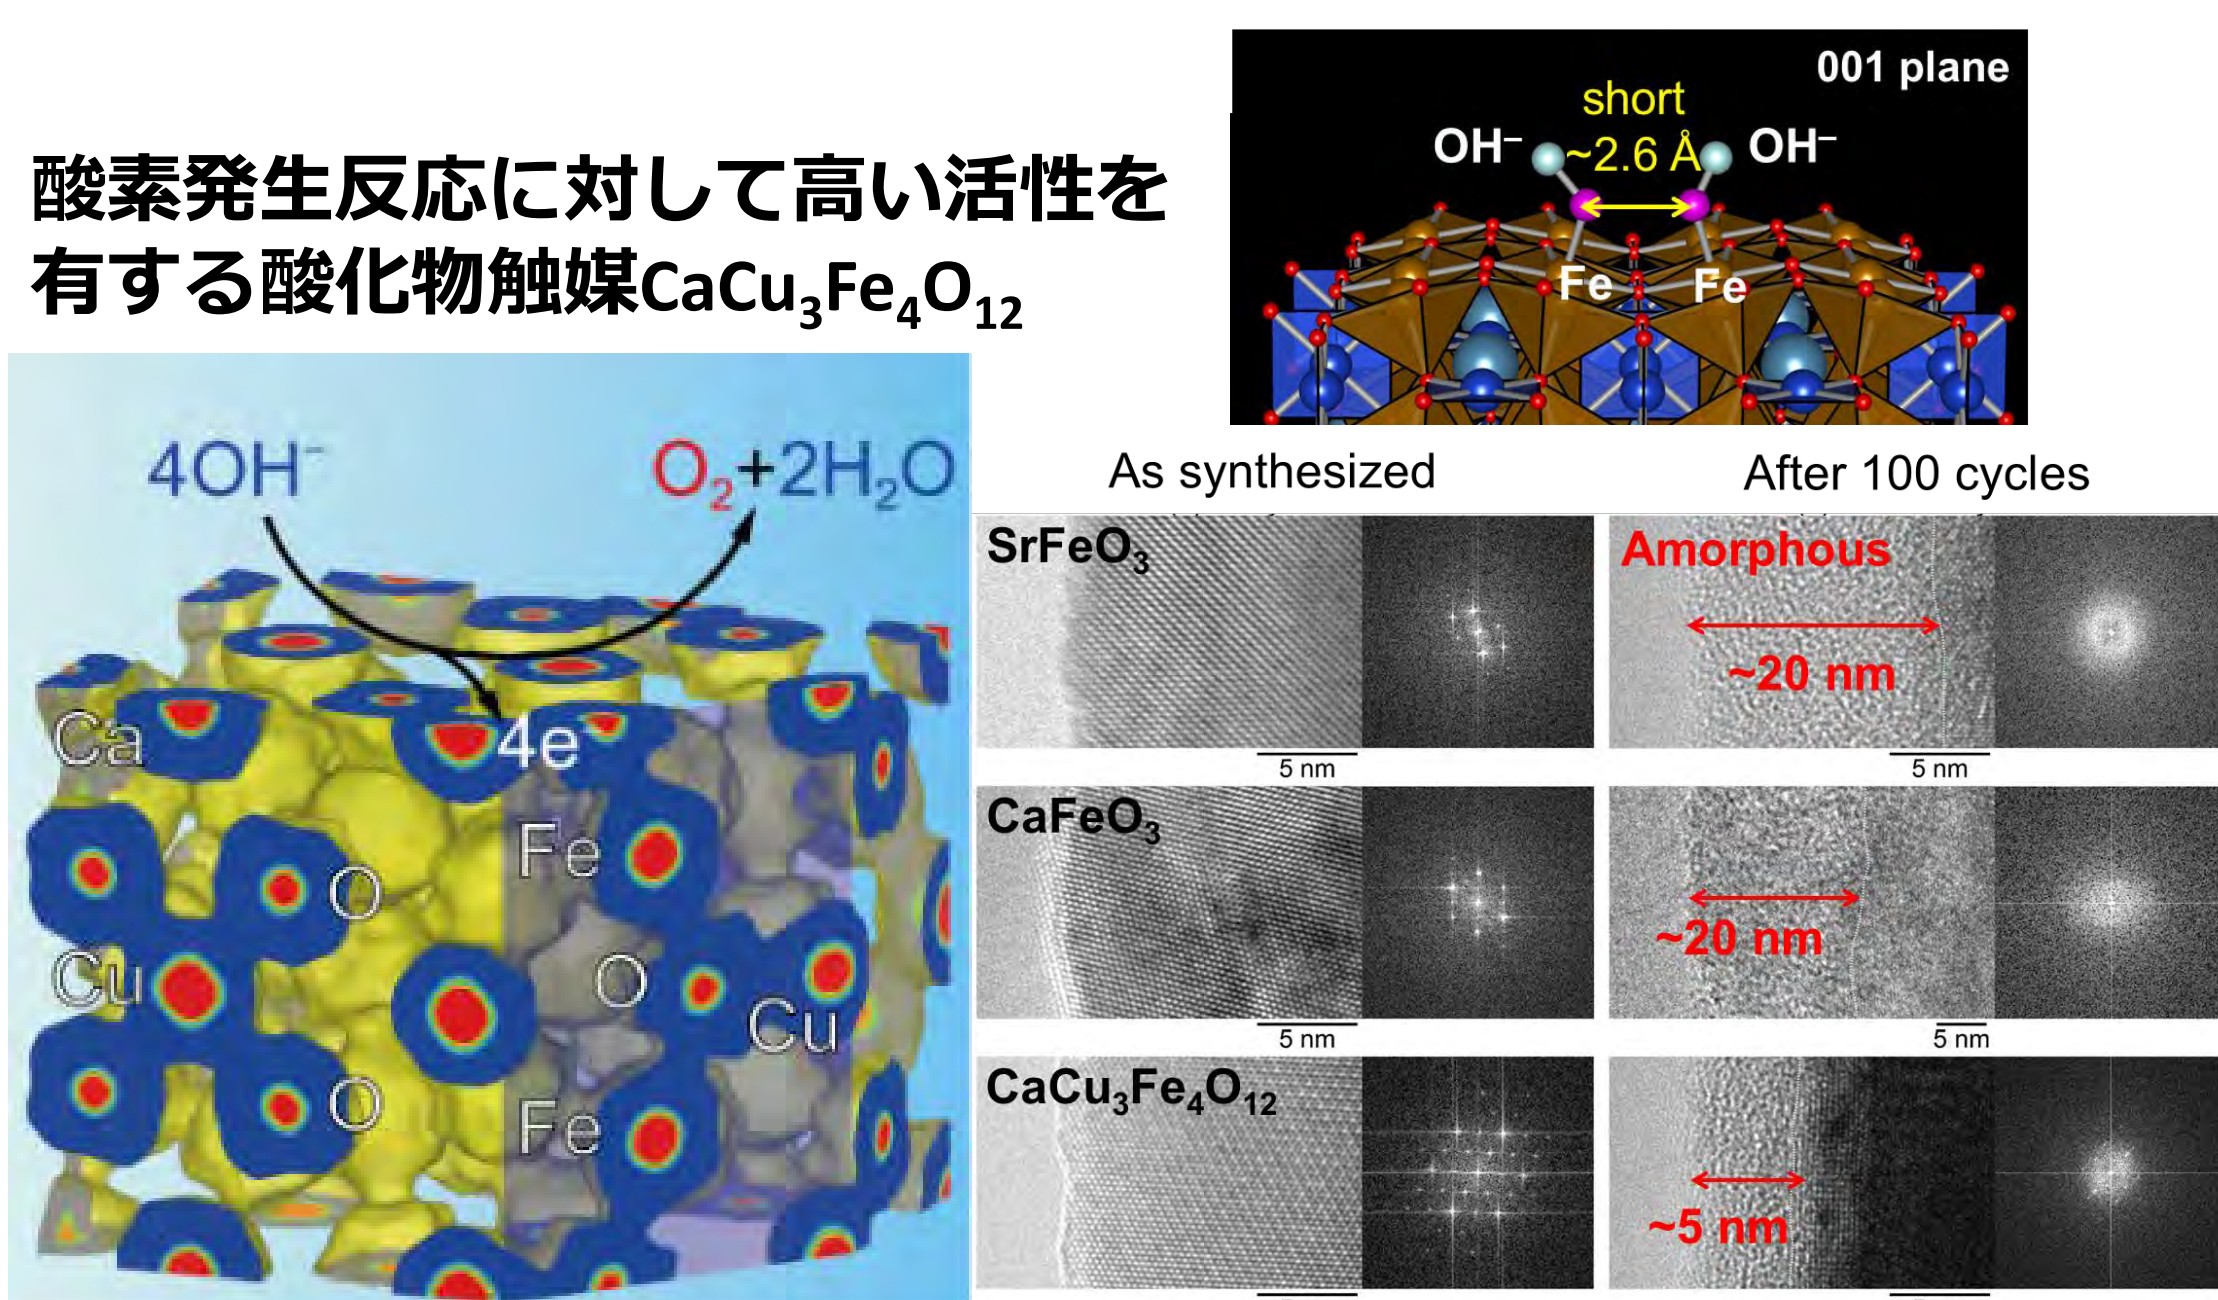 酸素発生反応に対して高い活性を
有する酸化物触媒CaCu₃Fe₄O₁₂
001 plane
short
OH⁻ ~2.6 Å OH⁻
Fe Fe
4OH⁻ O₂+2H₂O
Ca
4e
Fe
O
Cu
O
Cu
O
Fe
As synthesized After 100 cycles
SrFeO₃
Amorphous
~20 nm
5 nm 5 nm
CaFeO₃
~20 nm
5 nm 5 nm
CaCu₃Fe₄O₁₂
~5 nm